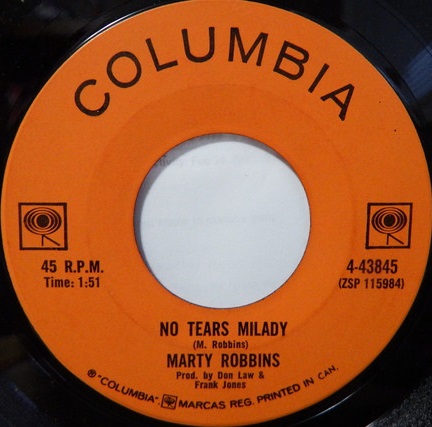 COLUMBIA
45 R.P.M.
Time: 1:51
4-43845
(ZSP 115984)
NO TEARS MILADY
(M. Robbins)
MARTY ROBBINS
Prod. by Don Law &
Frank Jones
® "COLUMBIA", MARCAS REG. PRINTED IN CAN.